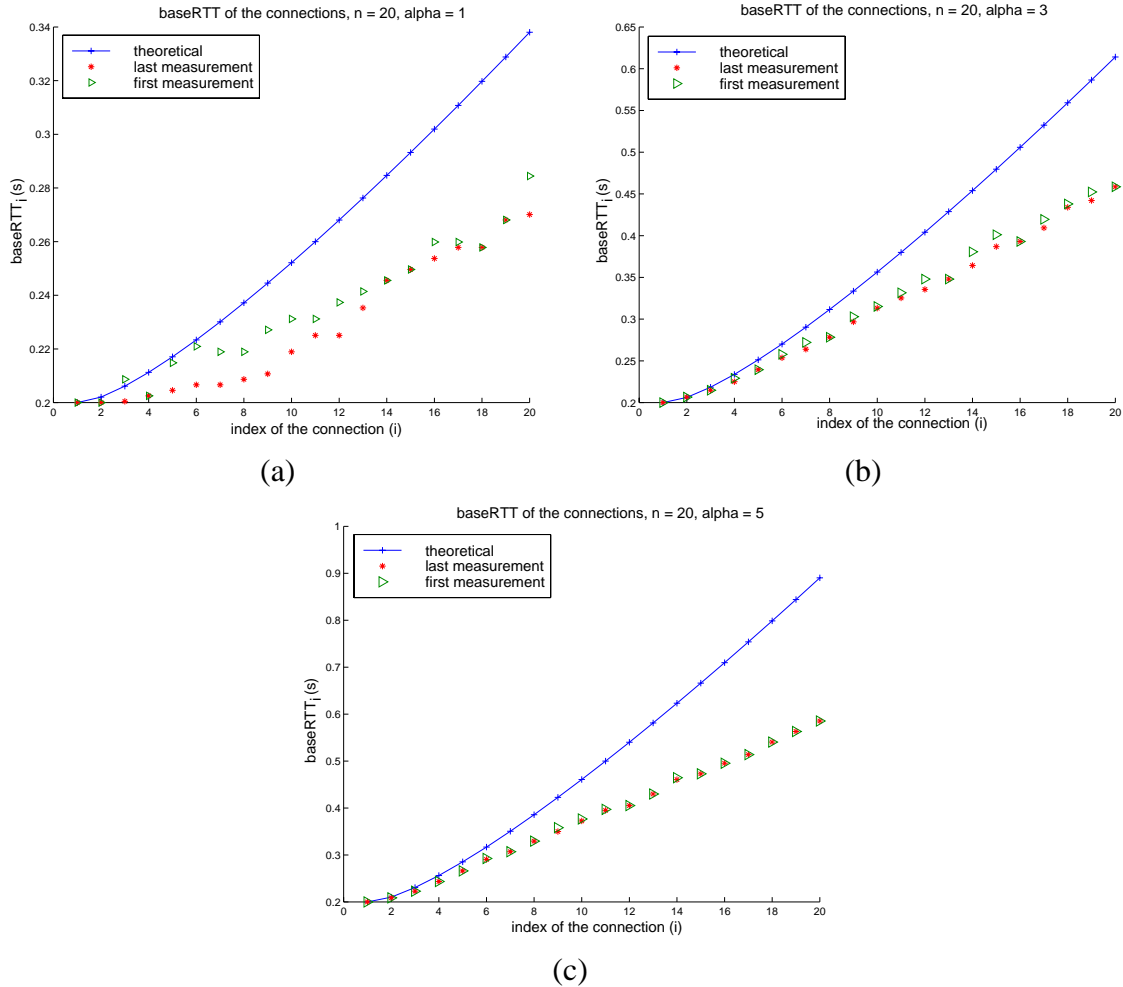 baseRTT of the connections, n = 20, alpha = 1
0.34
0.32
0.3
0.28
0.26
0.24
0.22
0.2
baseRTTi (s)
theoretical
last measurement
first measurement
0 2 4 6 8 10 12 14 16 18 20
index of the connection (i)
(a)
baseRTT of the connections, n = 20, alpha = 3
0.65
0.6
0.55
0.5
0.45
0.4
0.35
0.3
0.25
0.2
baseRTTi (s)
theoretical
last measurement
first measurement
0 2 4 6 8 10 12 14 16 18 20
index of the connection (i)
(b)
baseRTT of the connections, n = 20, alpha = 5
1
0.9
0.8
0.7
0.6
0.5
0.4
0.3
0.2
baseRTTi (s)
theoretical
last measurement
first measurement
0 2 4 6 8 10 12 14 16 18 20
index of the connection (i)
(c)